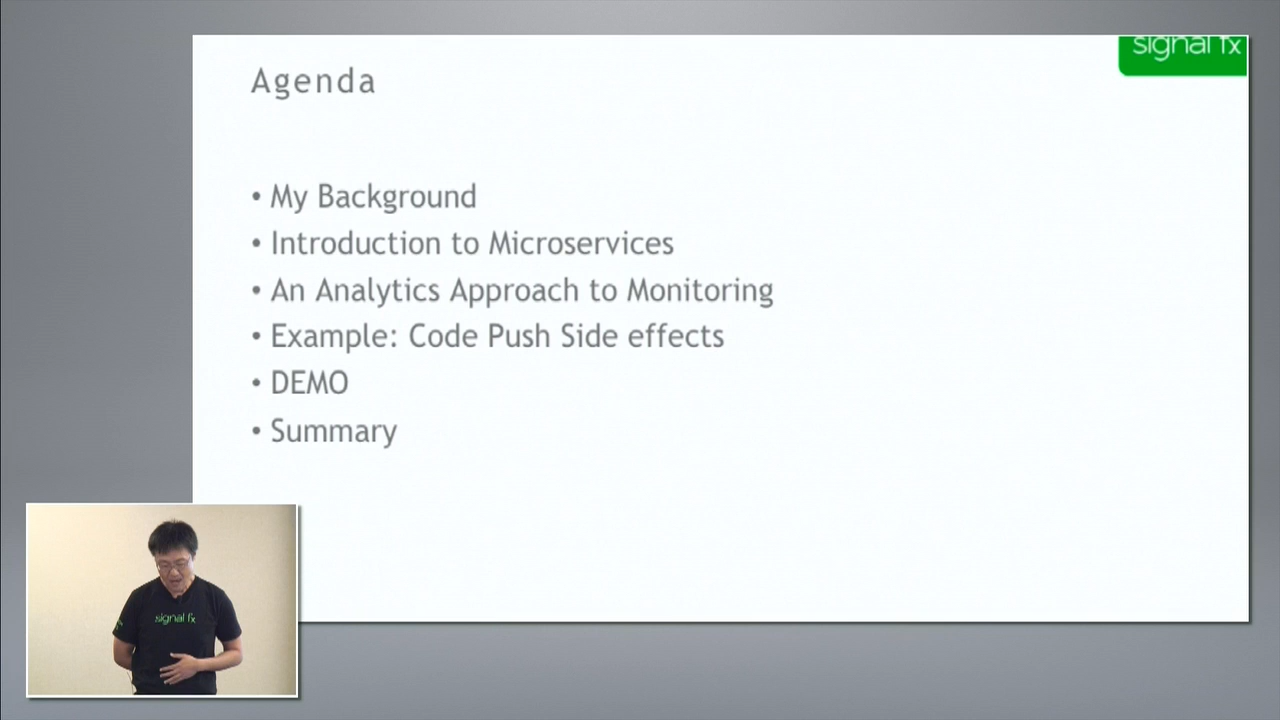 signal fx
Agenda
• My Background
• Introduction to Microservices
• An Analytics Approach to Monitoring
• Example: Code Push Side effects
• DEMO
• Summary
signal fx